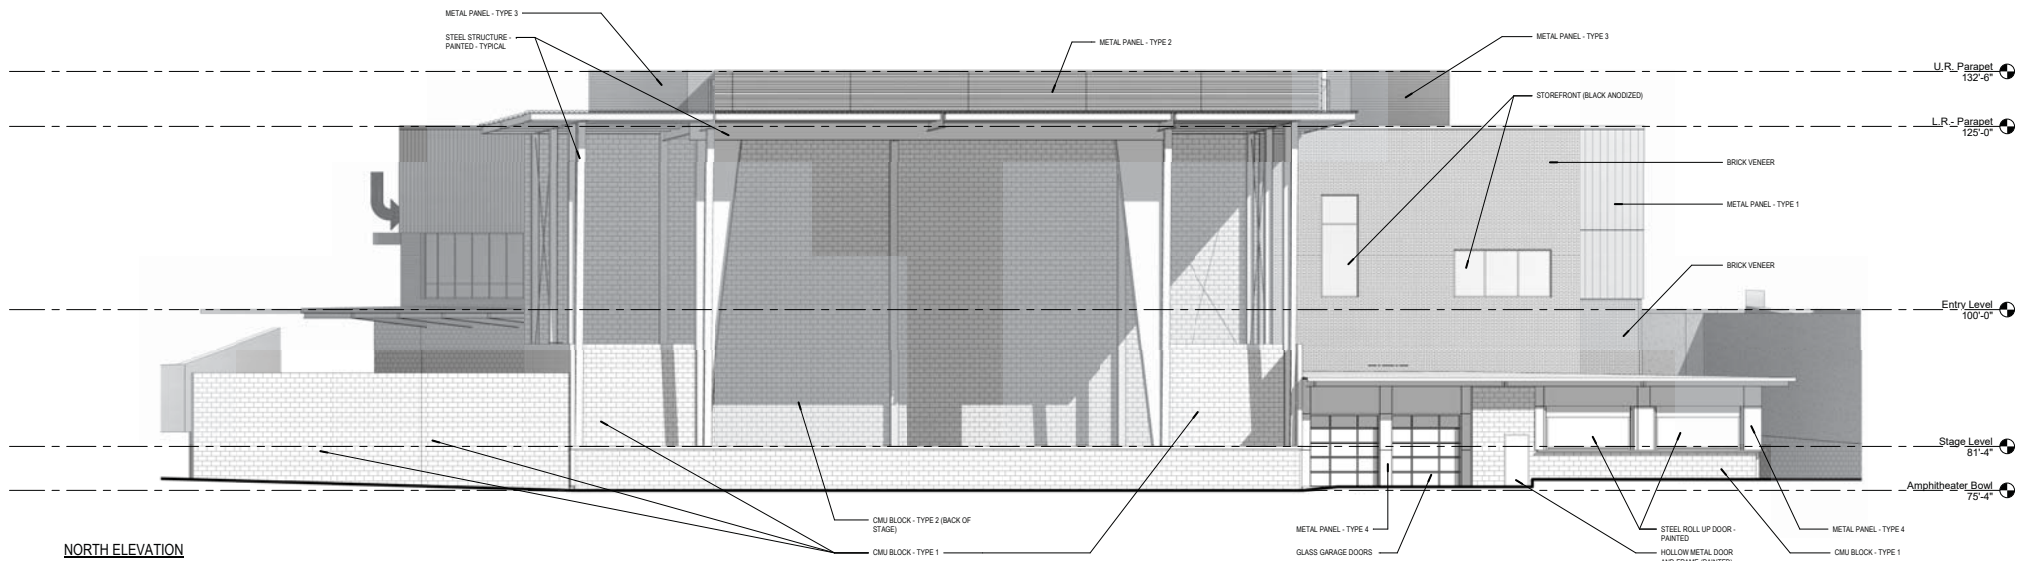 METAL PANEL - TYPE 3
STEEL STRUCTURE -
PAINTED - TYPICAL
METAL PANEL - TYPE 2
METAL PANEL - TYPE 3
STOREFRONT (BLACK ANODIZED)
U.R. Parapet
132'-6"
L.R.- Parapet
125'-0"
BRICK VENEER
METAL PANEL - TYPE 1
BRICK VENEER
Entry Level
100'-0"
Stage Level
81'-4"
Amphitheater Bowl
75'-4"
CMU BLOCK - TYPE 2 (BACK OF
STAGE)
CMU BLOCK - TYPE 1
METAL PANEL - TYPE 4
GLASS GARAGE DOORS
STEEL ROLL UP DOOR -
PAINTED
HOLLOW METAL DOOR
AND FRAME (PAINTED)
METAL PANEL - TYPE 4
CMU BLOCK - TYPE 1
NORTH ELEVATION